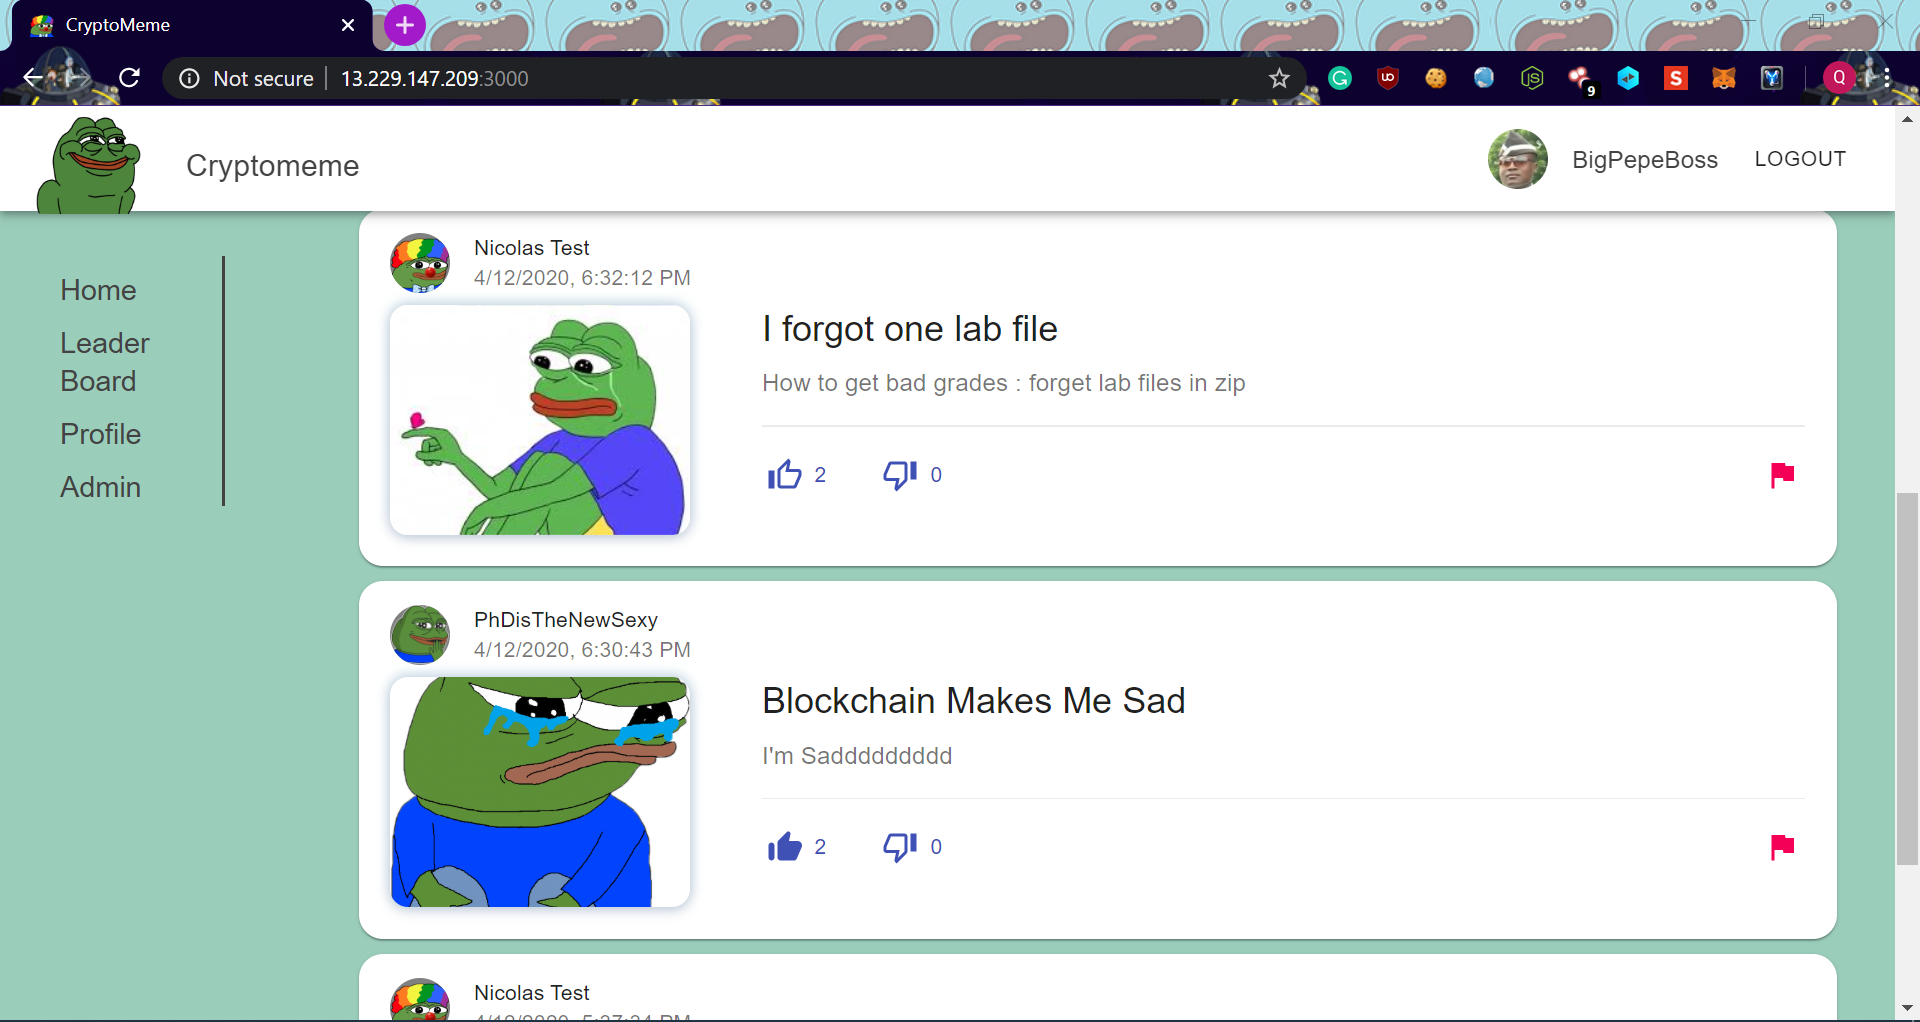 CryptoMeme
Not secure
13.229.147.209:3000
9
Q
Cryptomeme
BigPepeBoss
LOGOUT
Home
Leader
Board
Profile
Admin
Nicolas Test
4/12/2020, 6:32:12 PM
I forgot one lab file
How to get bad grades : forget lab files in zip
2
0
PhDisTheNewSexy
4/12/2020, 6:30:43 PM
Blockchain Makes Me Sad
I'm Sadddddddddd
2
0
Nicolas Test